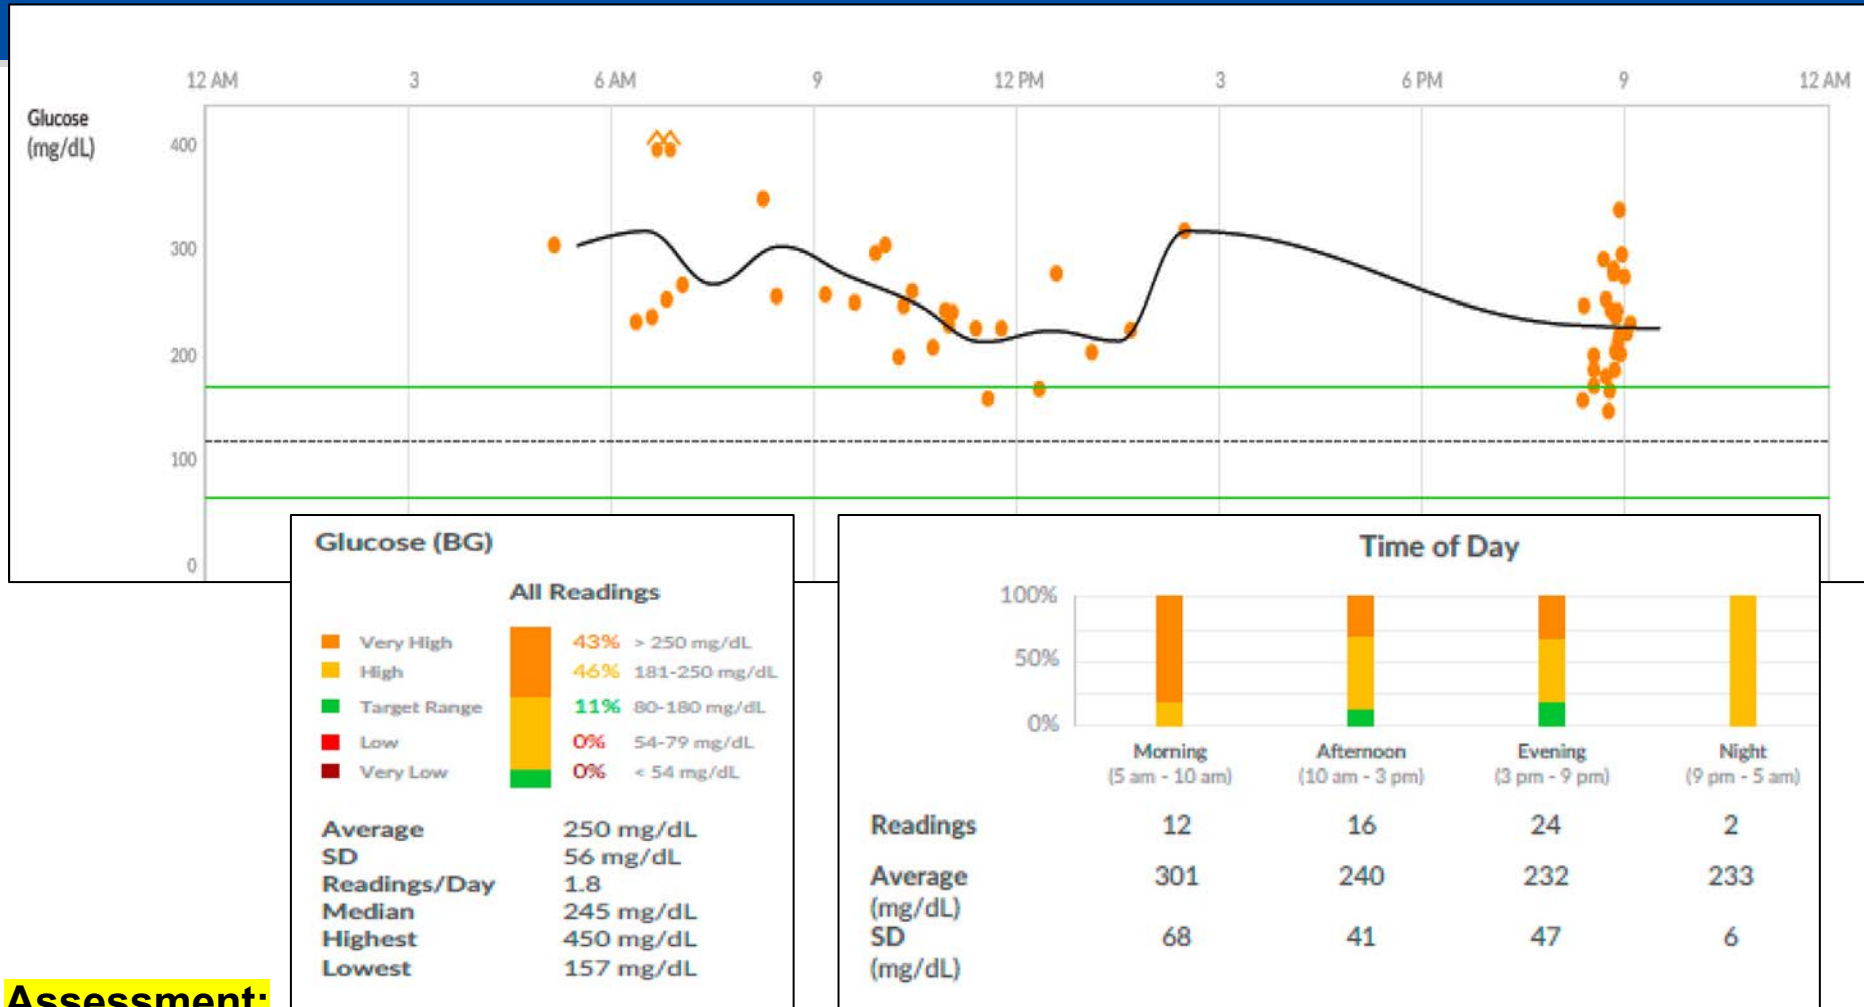 12 AM 3 6 AM 9 12 PM 3 6 PM 9 12 AM
Glucose
(mg/dL)
400
300
200
100
0
Glucose (BG)
All Readings
Very High 43% > 250 mg/dL
High 46% 181-250 mg/dL
Target Range 11% 80-180 mg/dL
Low 0% 54-79 mg/dL
Very Low 0% < 54 mg/dL
Average 250 mg/dL
SD 56 mg/dL
Readings/Day 1.8
Median 245 mg/dL
Highest 450 mg/dL
Lowest 157 mg/dL
Time of Day
100%
50%
0%
Morning Afternoon Evening Night
(5 am - 10 am) (10 am - 3 pm) (3 pm - 9 pm) (9 pm - 5 am)
Readings 12 16 24 2
Average 301 240 232 233
(mg/dL)
SD 68 41 47 6
(mg/dL)
Assessment: